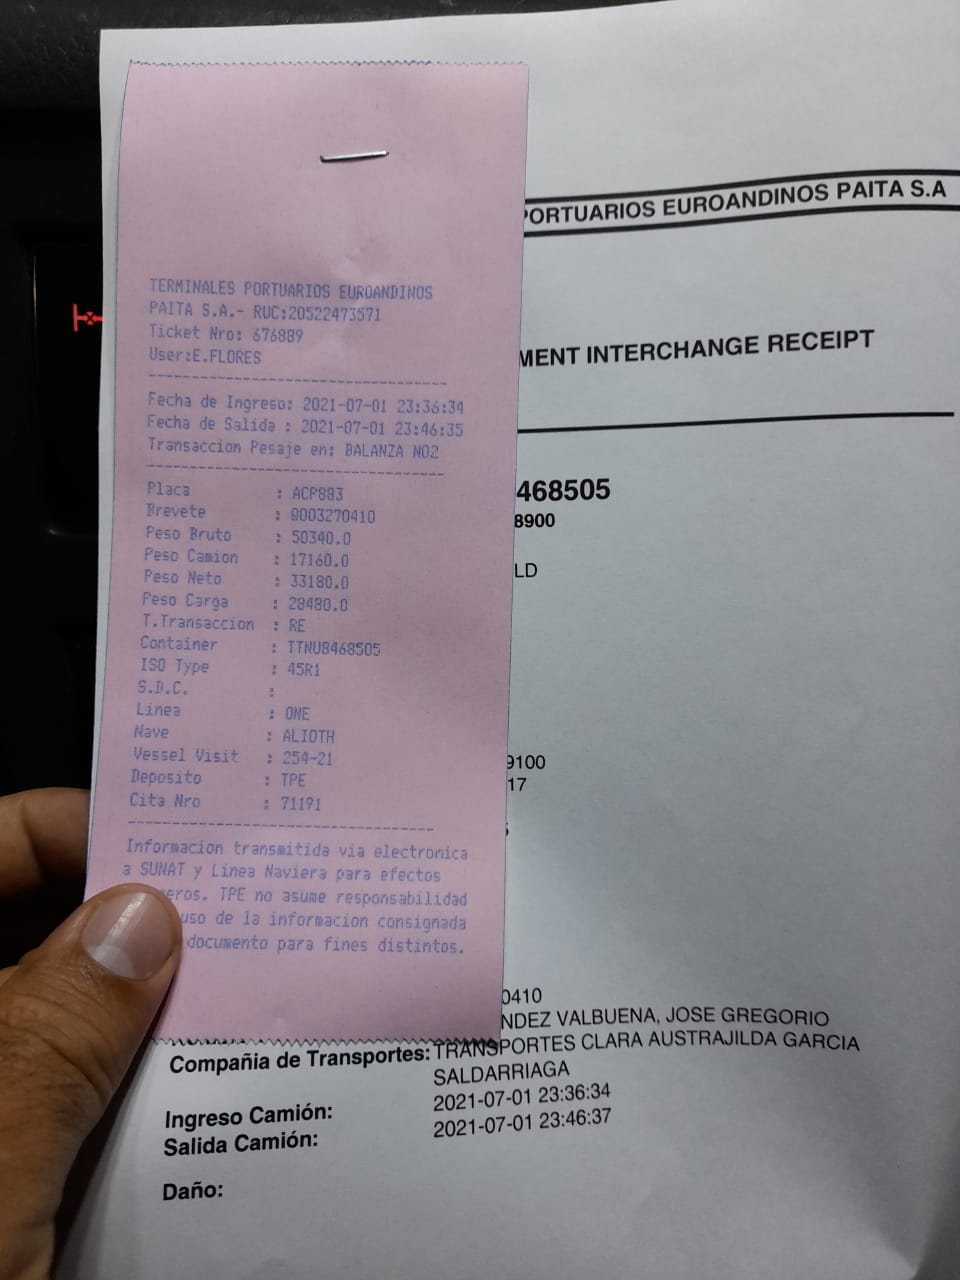 TERMINALES PORTUARIOS EUROANDINOS
PAITA S.A.- RUC:20522473571
Ticket Nro: 676889
User:E.FLORES
--------------------------------
Fecha de Ingreso: 2021-07-01 23:36:34
Fecha de Salida : 2021-07-01 23:46:35
Transaccion Pesaje en: BALANZA NO2
--------------------------------
Placa : ACP883
Brevete : Q003270410
Peso Bruto : 50340.0
Peso Camion : 17160.0
Peso Neto : 33180.0
Peso Carga : 28480.0
T.Transaccion : RE
Container : TTNU8468505
ISO Type : 45R1
S.D.C. :
Linea : ONE
Nave : ALIOTH
Vessel Visit : 254-21
Deposito : TPE
Cita Nro : 71191
--------------------------------
Informacion transmitida via electronica
a SUNAT y Linea Naviera para efectos
eros. TPE no asume responsabilidad
uso de la informacion consignada
documento para fines distintos.
PORTUARIOS EUROANDINOS PAITA S.A
MENT INTERCHANGE RECEIPT
468505
8900
LD
9100
17
0410
NDEZ VALBUENA, JOSE GREGORIO
Compañia de Transportes: TRANSPORTES CLARA AUSTRAJILDA GARCIA
SALDARRIAGA
Ingreso Camión: 2021-07-01 23:36:34
Salida Camión: 2021-07-01 23:46:37
Daño: